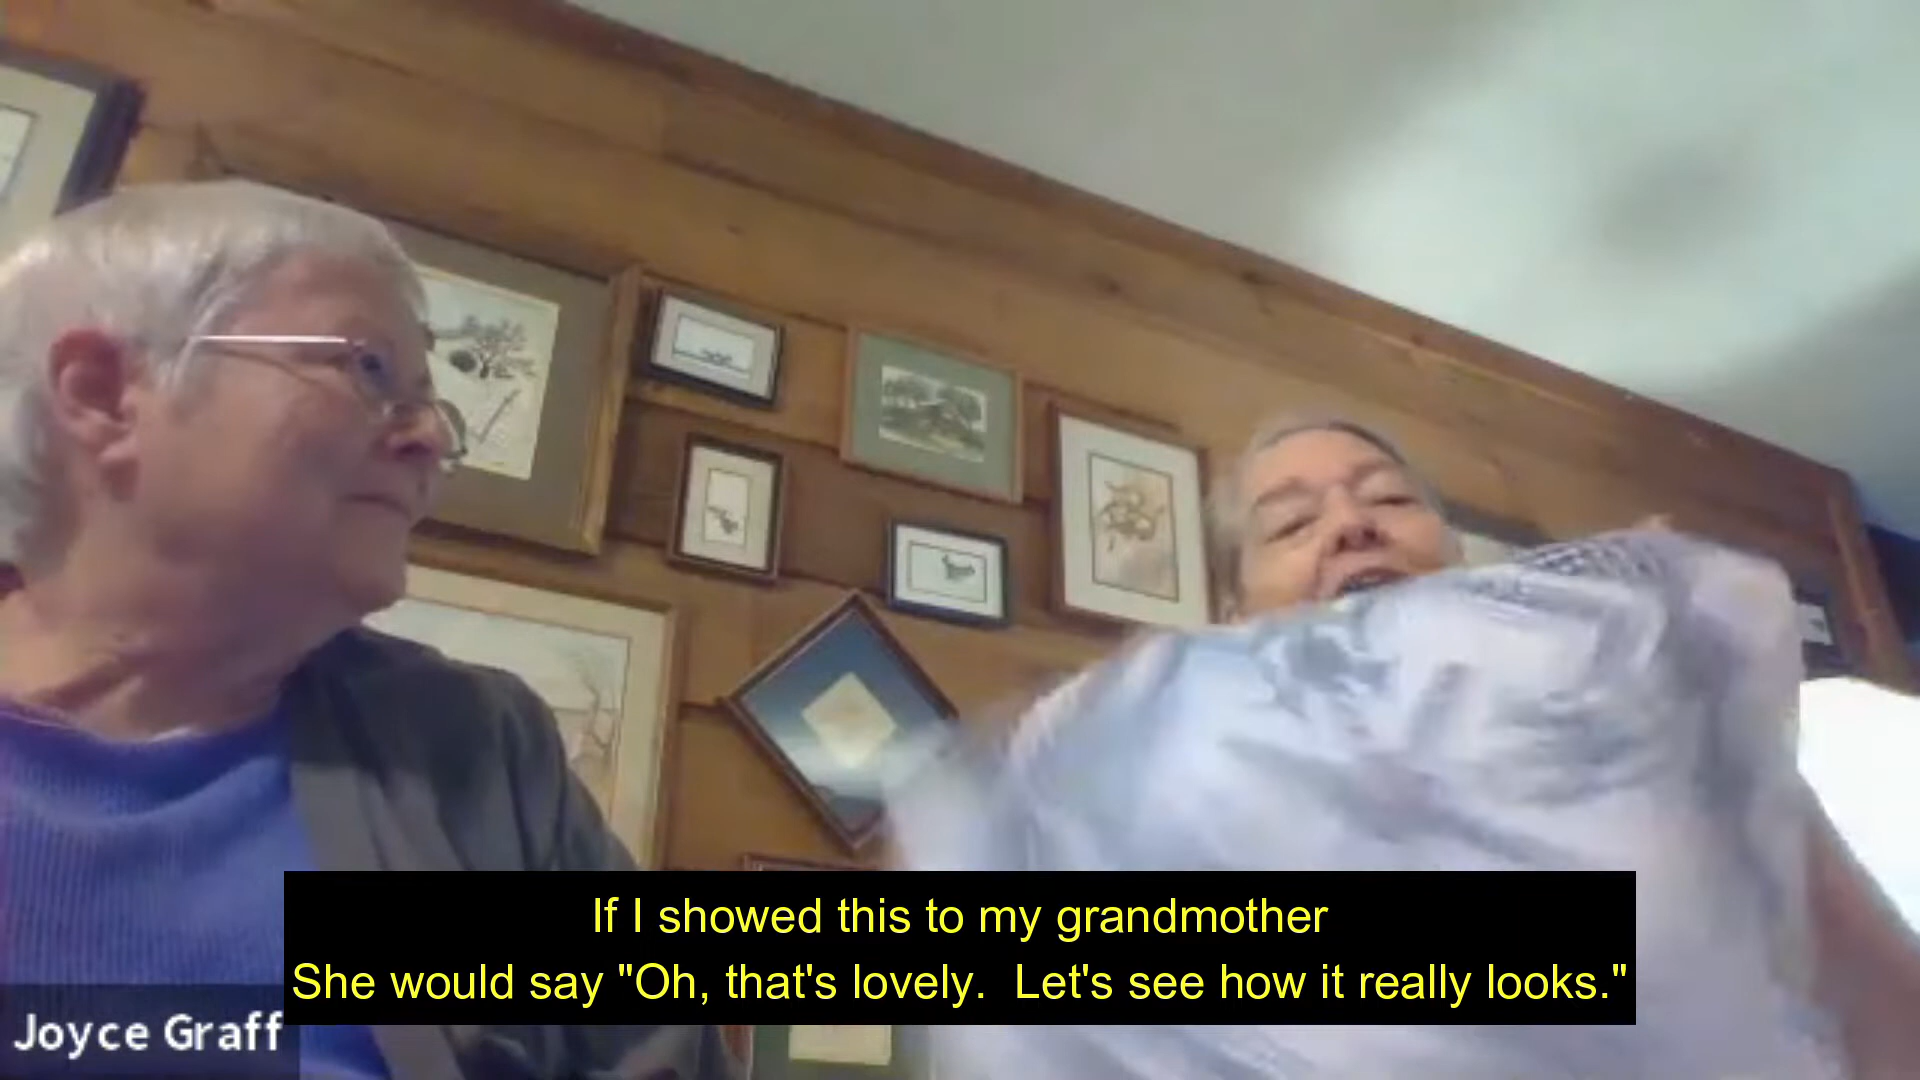 If I showed this to my grandmother
She would say "Oh, that's lovely.  Let's see how it really looks."
Joyce Graff